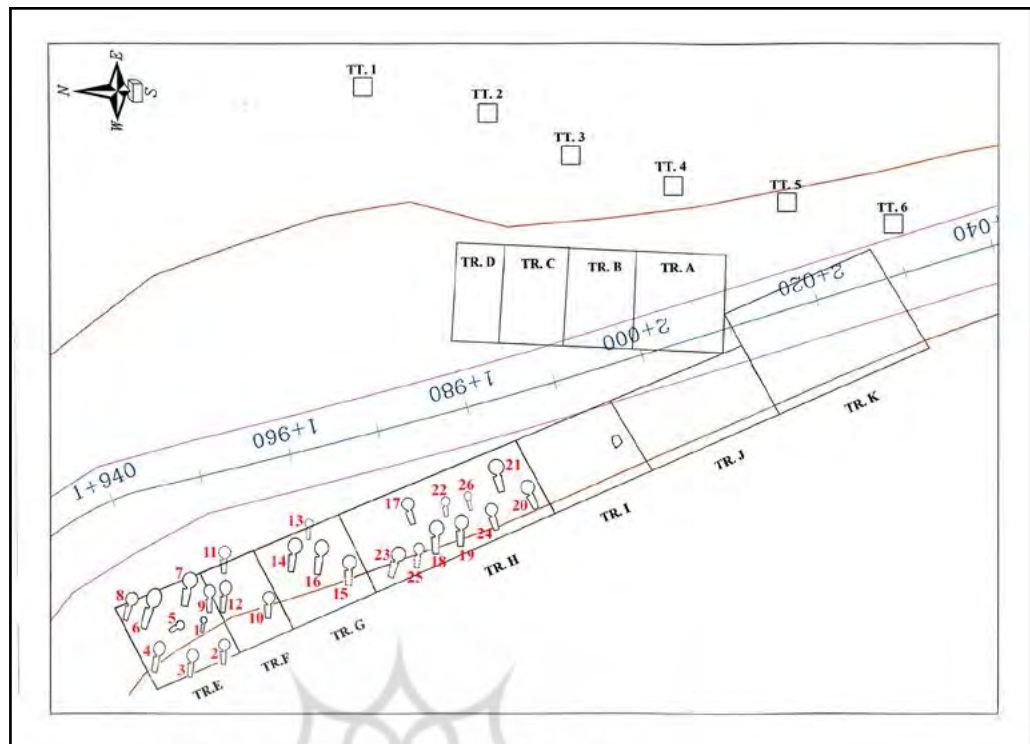 E
N
S
W
TT. 1
TT. 2
TT. 3
TT. 4
TT. 5
TT. 6
TR. D
TR. C
TR. B
TR. A
2+040
2+020
2+000
1+980
1+960
1+940
TR. K
TR. J
TR. I
TR. H
TR. G
TR.F
TR.E
21
26
22
17
20
24
19
18
13
14
16
15
23
25
11
7
8
9
12
6
5
1
10
4
3
2